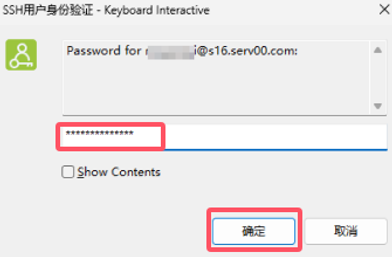 SSH用户身份验证 - Keyboard Interactive
Password for i@s16.serv00.com:
**************
Show Contents
确定
取消